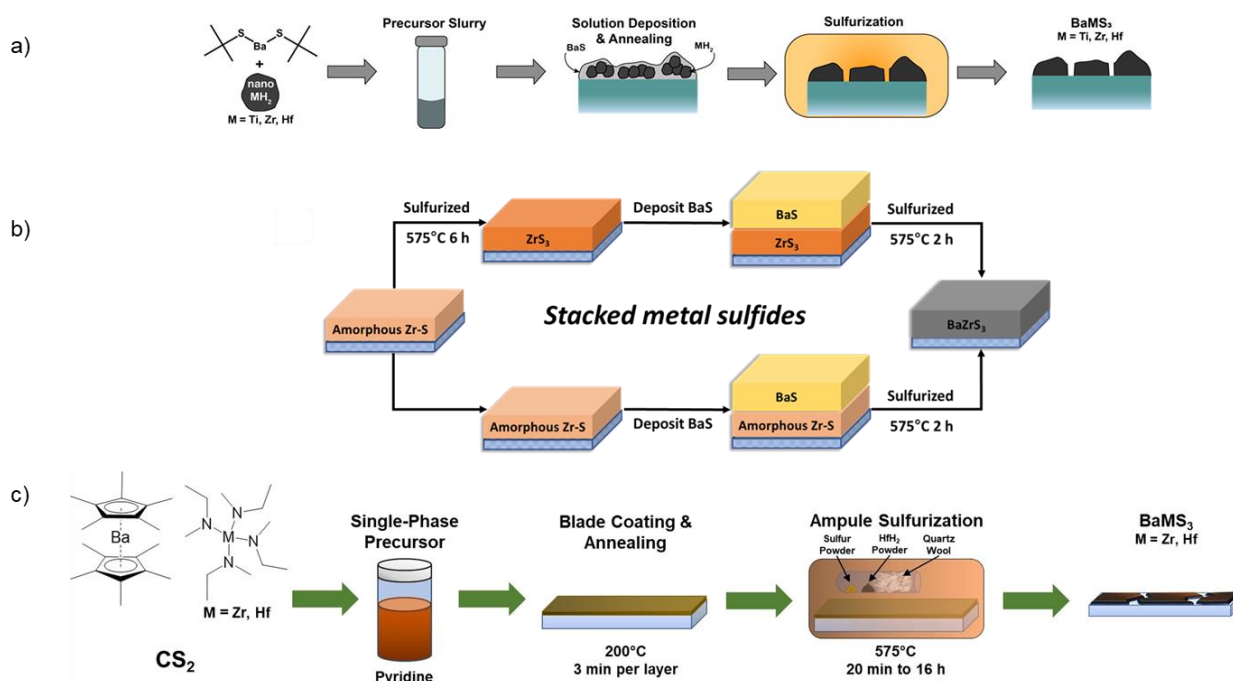 a)
S S
Ba
+
nano
MH₂
M = Ti, Zr, Hf
Precursor Slurry
Solution Deposition
& Annealing
BaS
MH₂
Sulfurization
BaMS₃
M = Ti, Zr, Hf
b)
Sulfurized
575°C 6 h
ZrS₃
Deposit BaS
BaS
ZrS₃
Sulfurized
575°C 2 h
Amorphous Zr-S
Stacked metal sulfides
BaZrS₃
Amorphous Zr-S
Deposit BaS
BaS
Amorphous Zr-S
Sulfurized
575°C 2 h
c)
Ba
N
N
M
N
N
M = Zr, Hf
CS₂
Single-Phase
Precursor
Pyridine
Blade Coating &
Annealing
200°C
3 min per layer
Ampule Sulfurization
Sulfur
Powder
HfH₂
Powder
Quartz
Wool
575°C
20 min to 16 h
BaMS₃
M = Zr, Hf